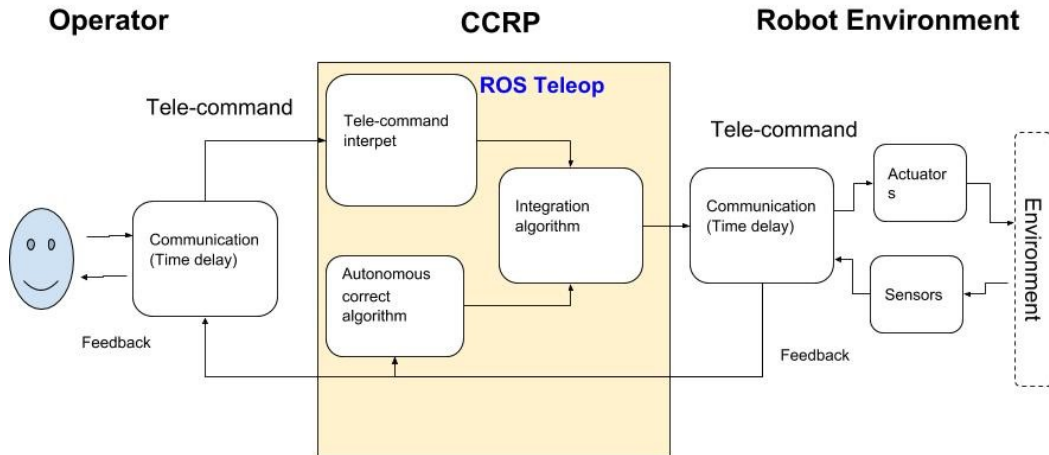 Operator
CCRP
Robot Environment
ROS Teleop
Tele-command
Tele-command
interpet
Tele-command
Communication
(Time delay)
Integration
algorithm
Communication
(Time delay)
Actuator
s
Autonomous
correct
algorithm
Sensors
Environment
Feedback
Feedback